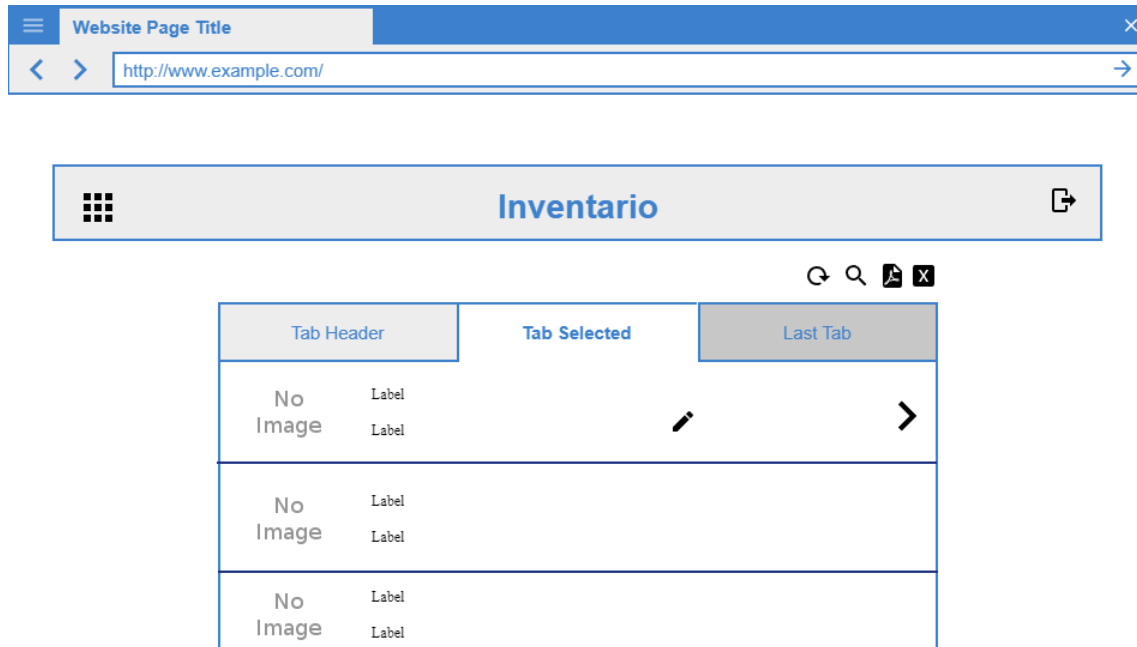 Website Page Title
http://www.example.com/
Inventario
X
Tab Header
Tab Selected
Last Tab
No
Image
Label
Label
No
Image
Label
Label
No
Image
Label
Label